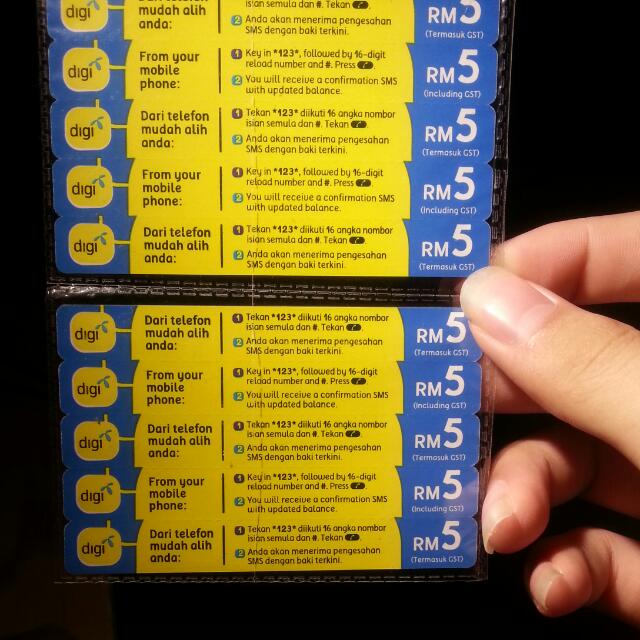 digi
Dari telefon
mudah alih
anda:
isian semula dan #. Tekan
2 Anda akan menerima pengesahan
SMS dengan baki terkini.
RM5
(Termasuk GST)
digi
From your
mobile
phone:
1 Key in *123*, followed by 16-digit
reload number and #. Press
2 You will receive a confirmation SMS
with updated balance.
RM5
(Including GST)
digi
Dari telefon
mudah alih
anda:
1 Tekan *123* diikuti 16 angka nombor
isian semula dan #. Tekan
2 Anda akan menerima pengesahan
SMS dengan baki terkini.
RM5
(Termasuk GST)
digi
From your
mobile
phone:
1 Key in *123*, followed by 16-digit
reload number and #. Press
2 You will receive a confirmation SMS
with updated balance.
RM5
(Including GST)
digi
Dari telefon
mudah alih
anda:
1 Tekan *123* diikuti 16 angka nombor
isian semula dan #. Tekan
2 Anda akan menerima pengesahan
SMS dengan baki terkini.
RM5
(Termasuk GST)
digi
Dari telefon
mudah alih
anda:
1 Tekan *123* diikuti 16 angka nombor
isian semula dan #. Tekan
2 Anda akan menerima pengesahan
SMS dengan baki terkini.
RM5
(Termasuk GST)
digi
From your
mobile
phone:
1 Key in *123*, followed by 16-digit
reload number and #. Press
2 You will receive a confirmation SMS
with updated balance.
RM5
(Including GST)
digi
Dari telefon
mudah alih
anda:
1 Tekan *123* diikuti 16 angka nombor
isian semula dan #. Tekan
2 Anda akan menerima pengesahan
SMS dengan baki terkini.
RM5
(Termasuk GST)
digi
From your
mobile
phone:
1 Key in *123*, followed by 16-digit
reload number and #. Press
2 You will receive a confirmation SMS
with updated balance.
RM5
(Including GST)
digi
Dari telefon
mudah alih
anda:
1 Tekan *123* diikuti 16 angka nombor
isian semula dan #. Tekan
2 Anda akan menerima pengesahan
SMS dengan baki terkini.
RM5
(Termasuk GST)